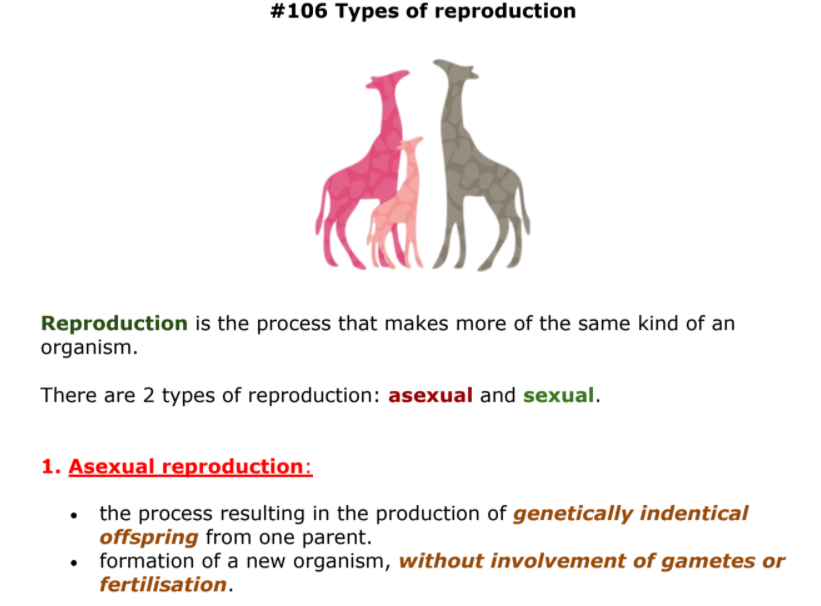 #106 Types of reproduction
Reproduction is the process that makes more of the same kind of an
organism.
There are 2 types of reproduction: asexual and sexual.
1. Asexual reproduction:
• the process resulting in the production of genetically indentical
offspring from one parent.
• formation of a new organism, without involvement of gametes or
fertilisation.